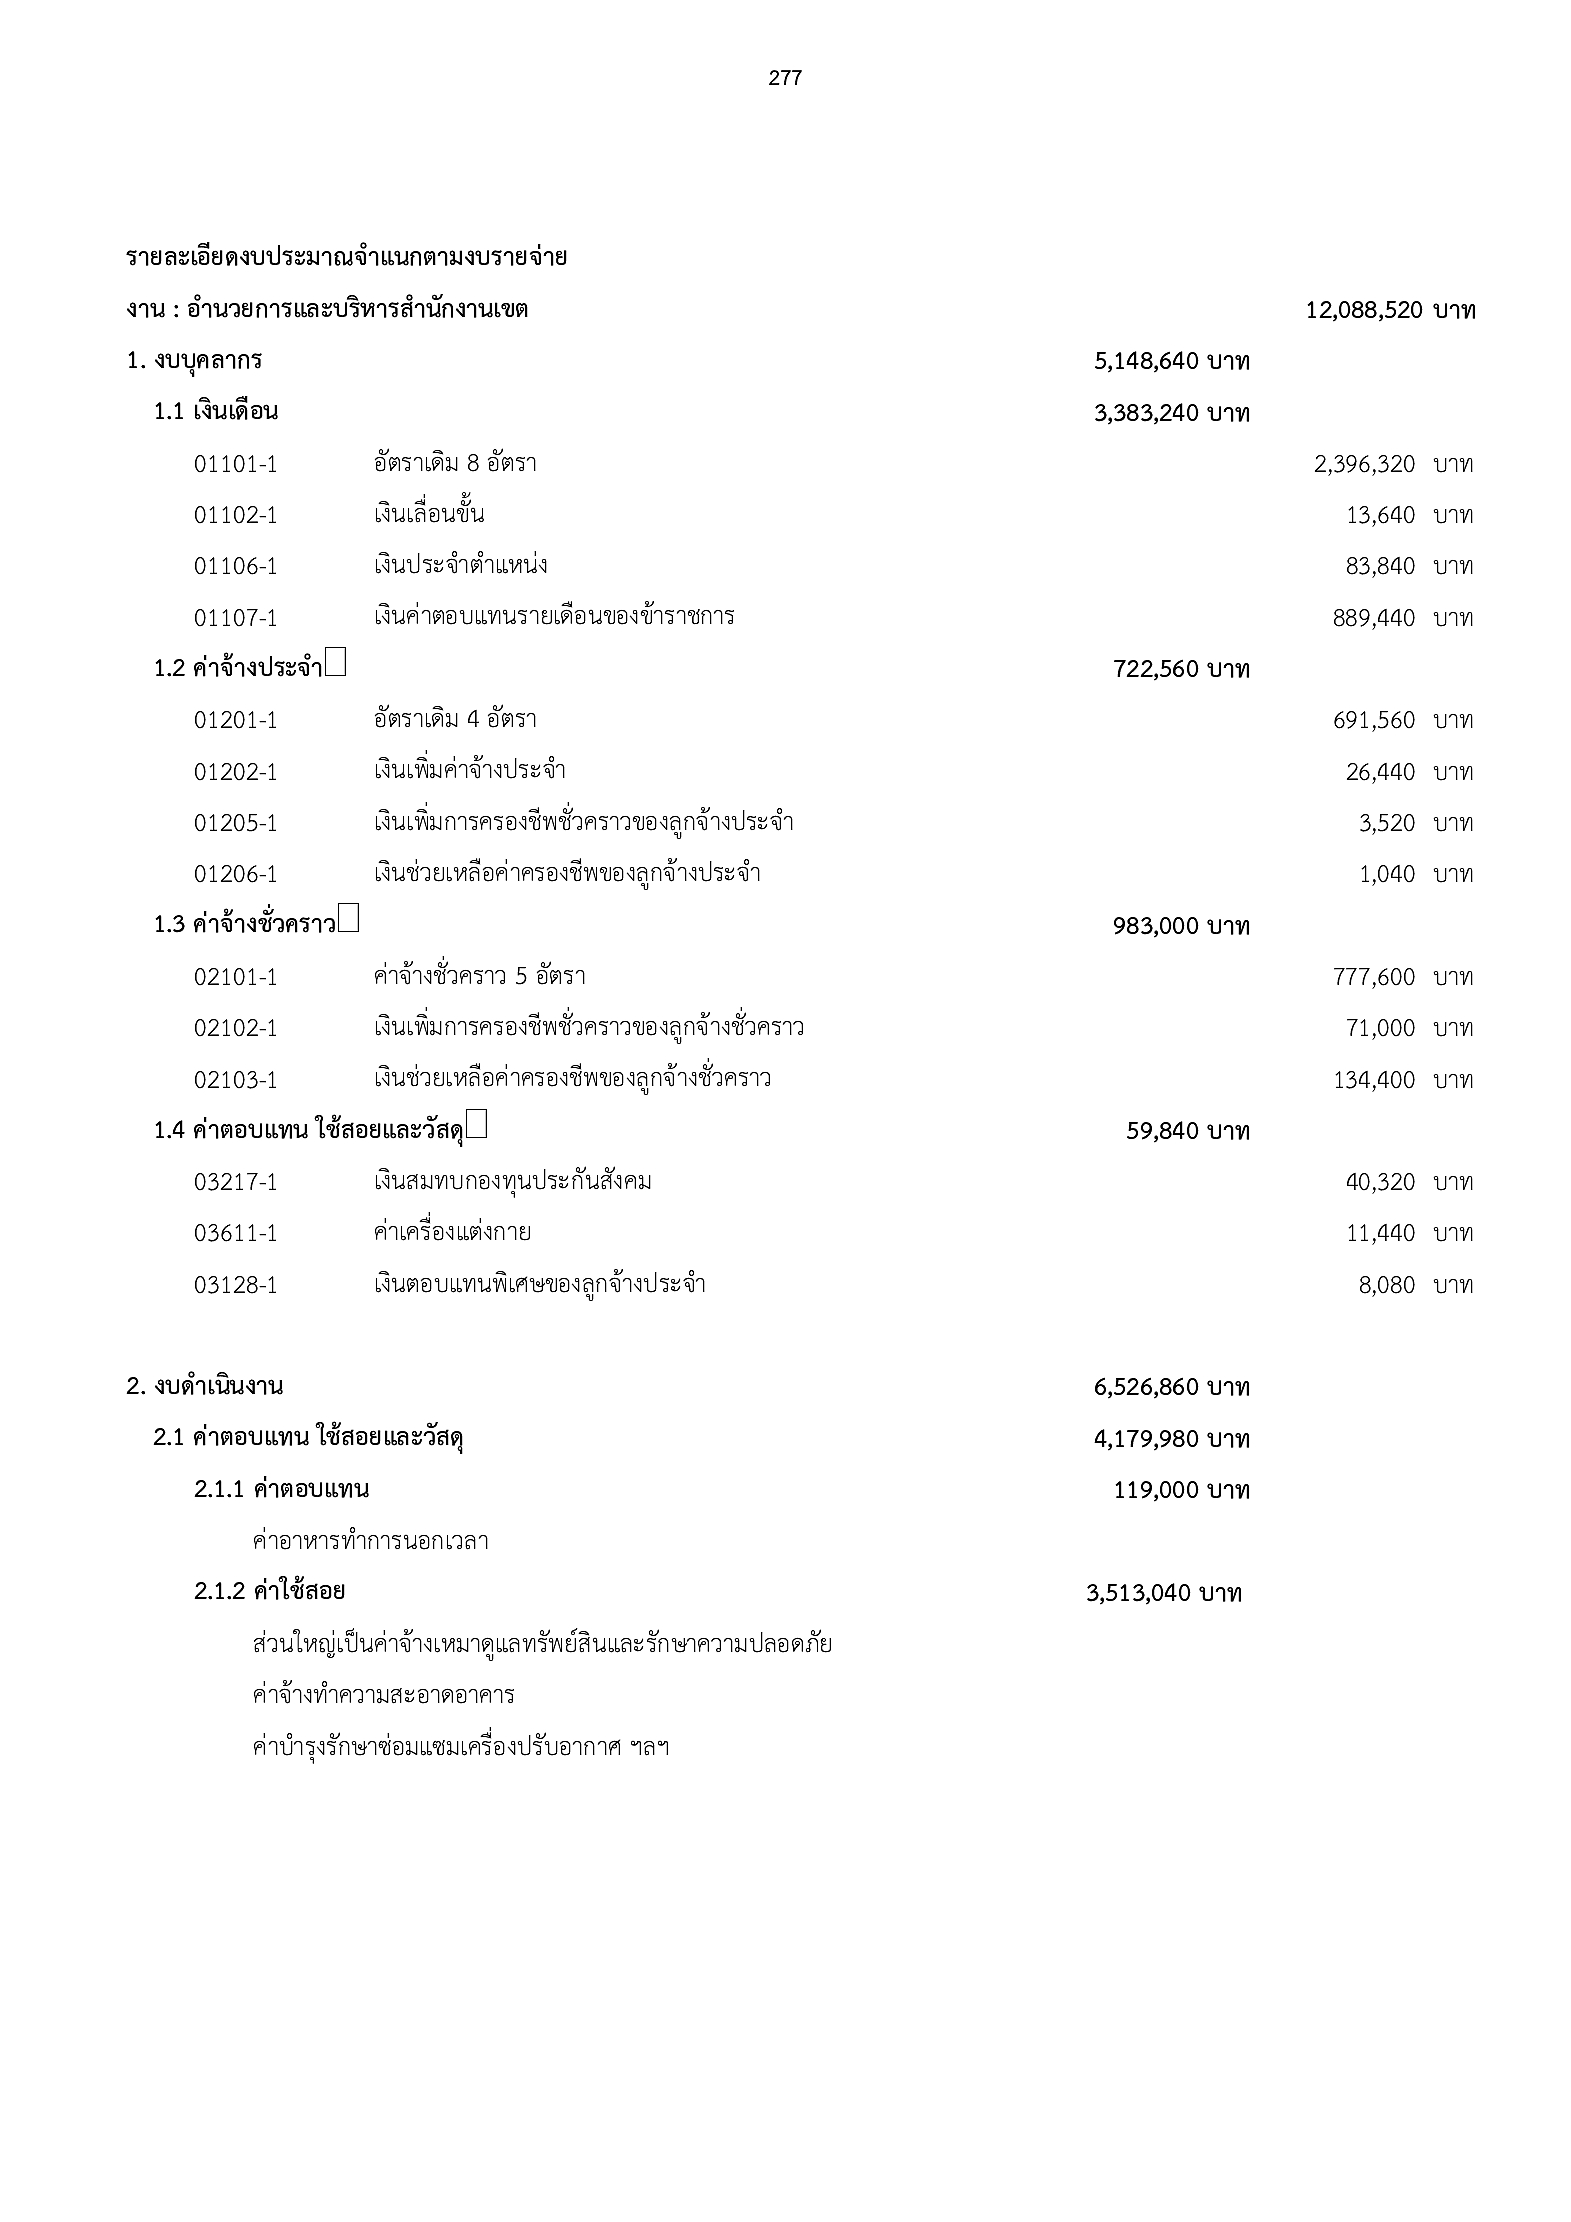 277
รายละเอียดงบประมาณจำแนกตามงบรายจ่าย
งาน : อำนวยการและบริหารสำนักงานเขต 12,088,520 บาท
1. งบบุคลากร 5,148,640 บาท
1.1 เงินเดือน 3,383,240 บาท
01101-1 อัตราเดิม 8 อัตรา 2,396,320 บาท
01102-1 เงินเลื่อนขั้น 13,640 บาท
01106-1 เงินประจำตำแหน่ง 83,840 บาท
01107-1 เงินค่าตอบแทนรายเดือนของข้าราชการ 889,440 บาท
1.2 ค่าจ้างประจำ 722,560 บาท
01201-1 อัตราเดิม 4 อัตรา 691,560 บาท
01202-1 เงินเพิ่มค่าจ้างประจำ 26,440 บาท
01205-1 เงินเพิ่มการครองชีพชั่วคราวของลูกจ้างประจำ 3,520 บาท
01206-1 เงินช่วยเหลือค่าครองชีพของลูกจ้างประจำ 1,040 บาท
1.3 ค่าจ้างชั่วคราว 983,000 บาท
02101-1 ค่าจ้างชั่วคราว 5 อัตรา 777,600 บาท
02102-1 เงินเพิ่มการครองชีพชั่วคราวของลูกจ้างชั่วคราว 71,000 บาท
02103-1 เงินช่วยเหลือค่าครองชีพของลูกจ้างชั่วคราว 134,400 บาท
1.4 ค่าตอบแทน ใช้สอยและวัสดุ 59,840 บาท
03217-1 เงินสมทบกองทุนประกันสังคม 40,320 บาท
03611-1 ค่าเครื่องแต่งกาย 11,440 บาท
03128-1 เงินตอบแทนพิเศษของลูกจ้างประจำ 8,080 บาท
2. งบดำเนินงาน 6,526,860 บาท
2.1 ค่าตอบแทน ใช้สอยและวัสดุ 4,179,980 บาท
2.1.1 ค่าตอบแทน 119,000 บาท
ค่าอาหารทำการนอกเวลา
2.1.2 ค่าใช้สอย 3,513,040 บาท
ส่วนใหญ่เป็นค่าจ้างเหมาดูแลทรัพย์สินและรักษาความปลอดภัย
ค่าจ้างทำความสะอาดอาคาร
ค่าบำรุงรักษาซ่อมแซมเครื่องปรับอากาศ ฯลฯ